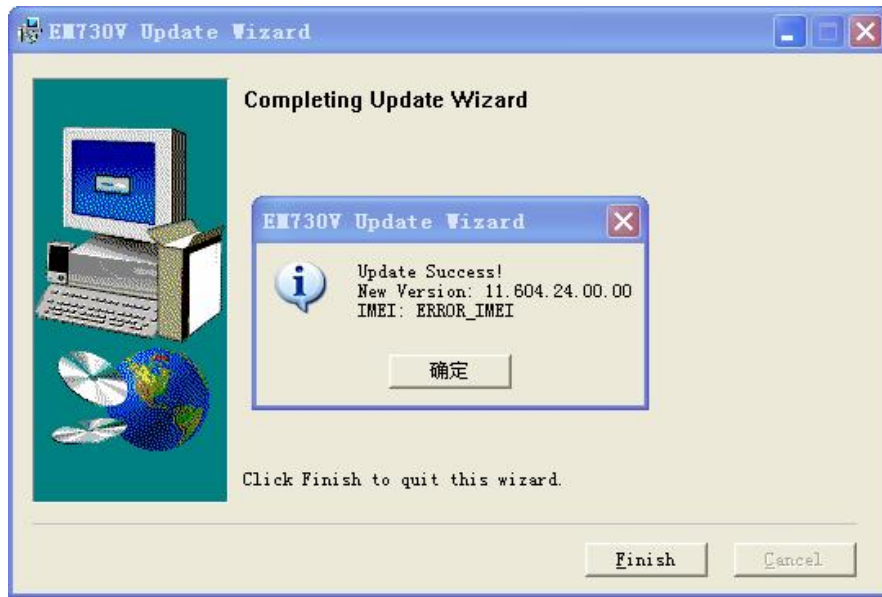 EM730V Update Wizard
Completing Update Wizard
EM730V Update Wizard
Update Success!
New Version: 11.604.24.00.00
IMEI: ERROR_IMEI
确定
Click Finish to quit this wizard.
Finish
Cancel